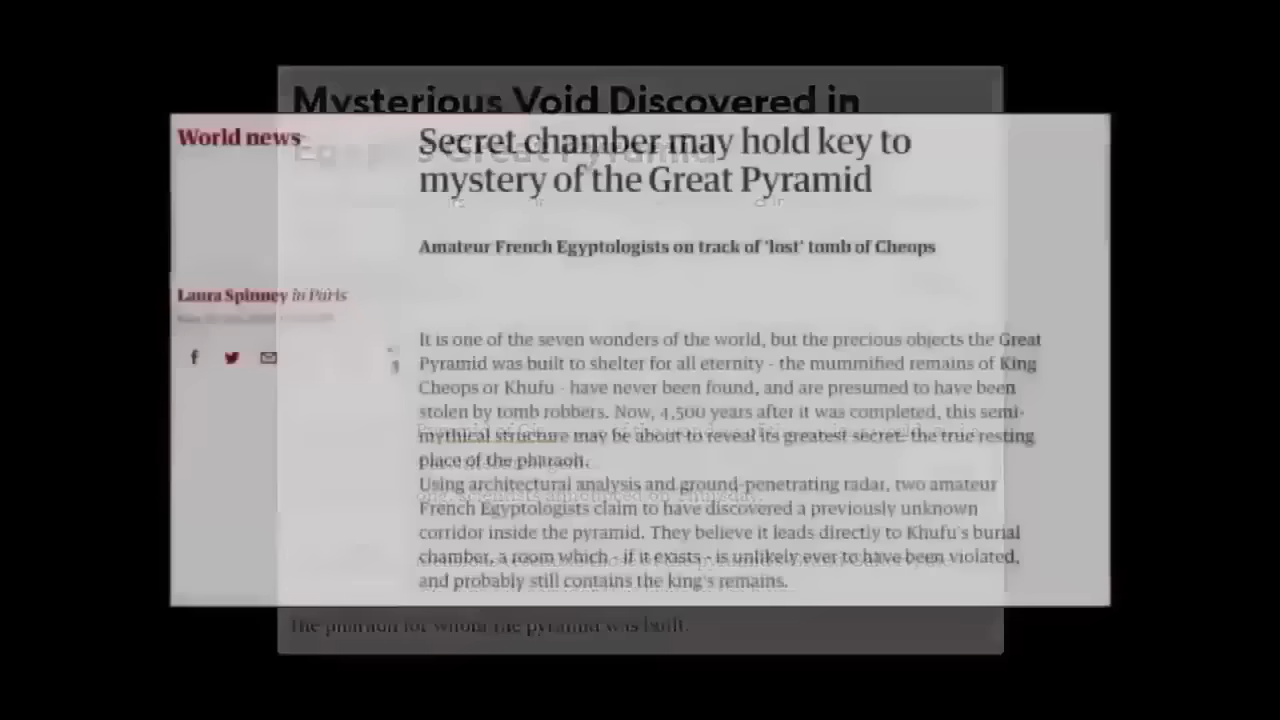 Mysterious Void Discovered in
Egypt's Great Pyramid
World news
Secret chamber may hold key to
mystery of the Great Pyramid
Amateur French Egyptologists on track of 'lost' tomb of Cheops
Laura Spinney in Paris
It is one of the seven wonders of the world, but the precious objects the Great
Pyramid was built to shelter for all eternity - the mummified remains of King
Cheops or Khufu - have never been found, and are presumed to have been
stolen by tomb robbers. Now, 4,500 years after it was completed, this semi-
mythical structure may be about to reveal its greatest secret: the true resting
place of the pharaoh.
Using architectural analysis and ground-penetrating radar, two amateur
French Egyptologists claim to have discovered a previously unknown
corridor inside the pyramid. They believe it leads directly to Khufu's burial
chamber, a room which - if it exists - is unlikely ever to have been violated,
and probably still contains the king's remains.
the pharaoh for whom the pyramid was built.